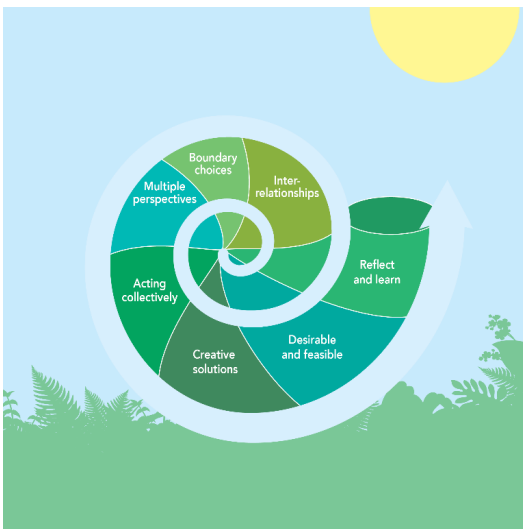 Boundary
choices
Inter-
relationships
Multiple
perspectives
Acting
collectively
Creative
solutions
Desirable
and feasible
Reflect
and learn